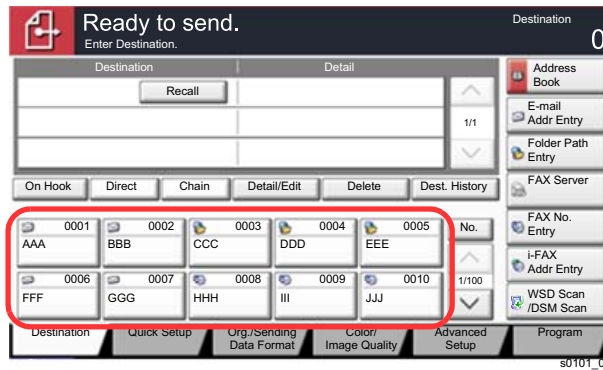 Ready to send.
Destination
Enter Destination.
0
Destination
Detail
Address
Book
Recall
E-mail
Addr Entry
1/1
Folder Path
Entry
On Hook
Direct
Chain
Detail/Edit
Delete
Dest. History
FAX Server
0001
0002
0003
0004
0005
No.
AAA
BBB
CCC
DDD
EEE
FAX No.
Entry
0006
0007
0008
0009
0010
1/100
FFF
GGG
HHH
III
JJJ
i-FAX
Addr Entry
WSD Scan
/DSM Scan
Destination
Quick Setup
Org./Sending
Data Format
Color/
Image Quality
Advanced
Setup
Program
s0101_0